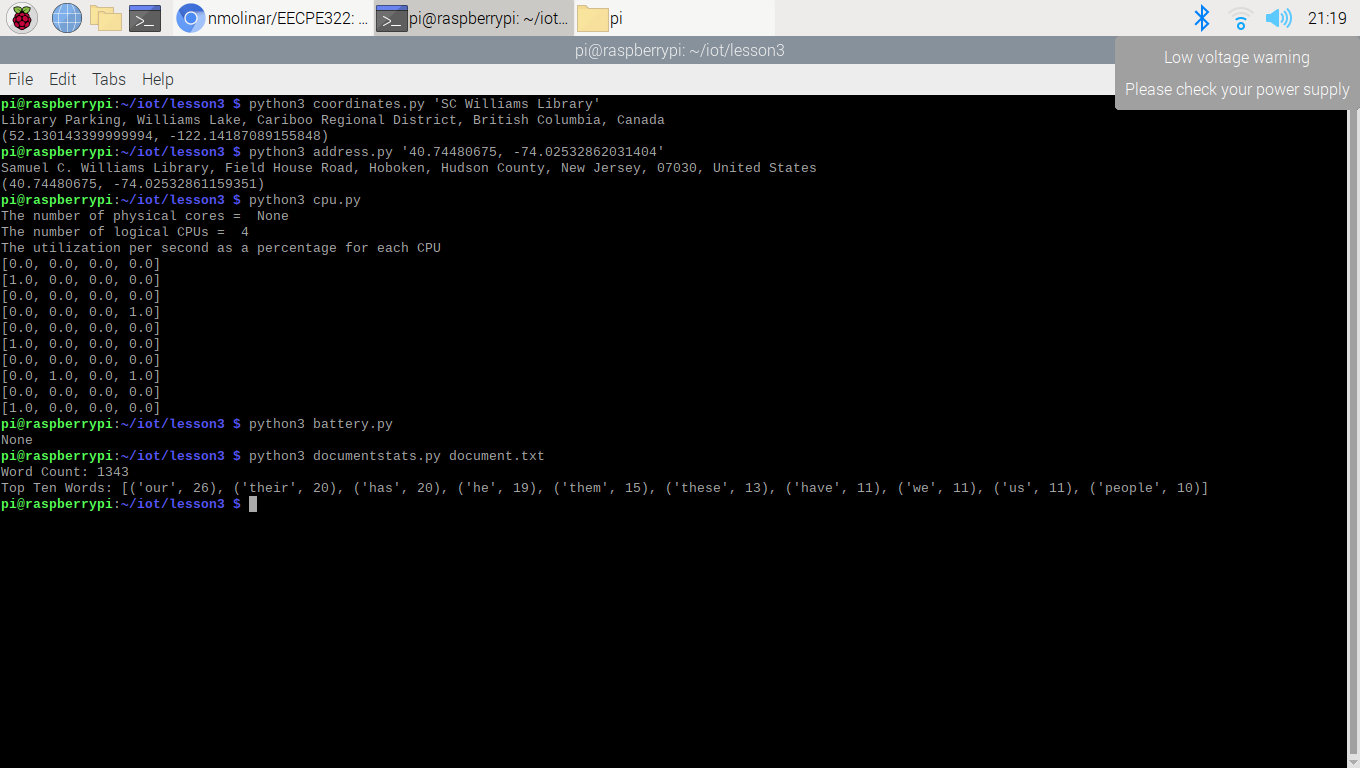 nmolinar/EECPE322: ...
pi@raspberrypi: ~/iot...
pi
21:19
pi@raspberrypi: ~/iot/lesson3
Low voltage warning
Please check your power supply
File Edit Tabs Help
pi@raspberrypi:~/iot/lesson3 $ python3 coordinates.py 'SC Williams Library'
Library Parking, Williams Lake, Cariboo Regional District, British Columbia, Canada
(52.130143399999994, -122.14187089155848)
pi@raspberrypi:~/iot/lesson3 $ python3 address.py '40.74480675, -74.02532862031404'
Samuel C. Williams Library, Field House Road, Hoboken, Hudson County, New Jersey, 07030, United States
(40.74480675, -74.02532861159351)
pi@raspberrypi:~/iot/lesson3 $ python3 cpu.py
The number of physical cores =  None
The number of logical CPUs =  4
The utilization per second as a percentage for each CPU
[0.0, 0.0, 0.0, 0.0]
[1.0, 0.0, 0.0, 0.0]
[0.0, 0.0, 0.0, 0.0]
[0.0, 0.0, 0.0, 1.0]
[0.0, 0.0, 0.0, 0.0]
[1.0, 0.0, 0.0, 0.0]
[0.0, 0.0, 0.0, 0.0]
[0.0, 1.0, 0.0, 1.0]
[0.0, 0.0, 0.0, 0.0]
[1.0, 0.0, 0.0, 0.0]
pi@raspberrypi:~/iot/lesson3 $ python3 battery.py
None
pi@raspberrypi:~/iot/lesson3 $ python3 documentstats.py document.txt
Word Count: 1343
Top Ten Words: [('our', 26), ('their', 20), ('has', 20), ('he', 19), ('them', 15), ('these', 13), ('have', 11), ('we', 11), ('us', 11), ('people', 10)]
pi@raspberrypi:~/iot/lesson3 $